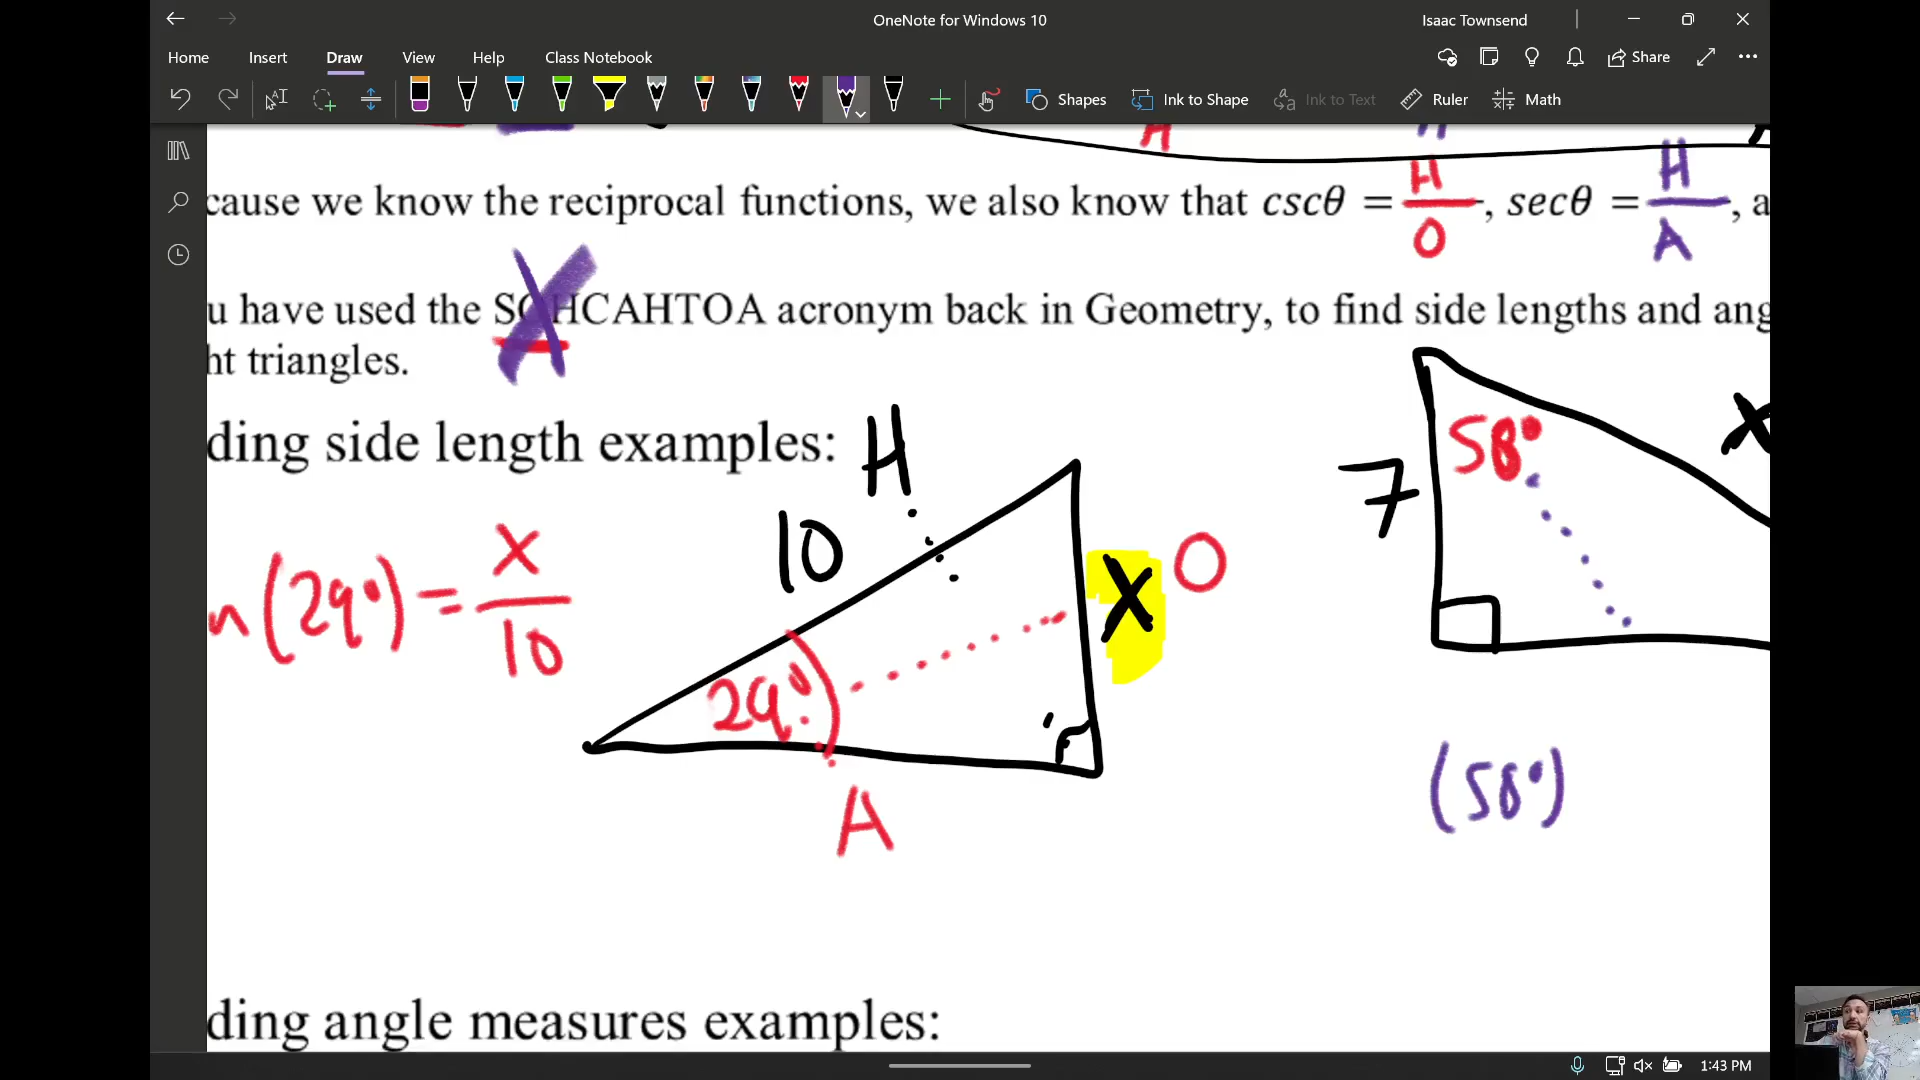 OneNote for Windows 10
Isaac Townsend
Home Insert Draw View Help Class Notebook
Share
Shapes Ink to Shape Ink to Text Ruler Math
A H
cause we know the reciprocal functions, we also know that cscθ = H/O, secθ = H/A, a
u have used the SOHCAHTOA acronym back in Geometry, to find side lengths and ang
ht triangles.
ding side length examples:
H
10
n(29°) = x/10
X
O
29°
A
58°
7
X
(58°)
ding angle measures examples:
1:43 PM